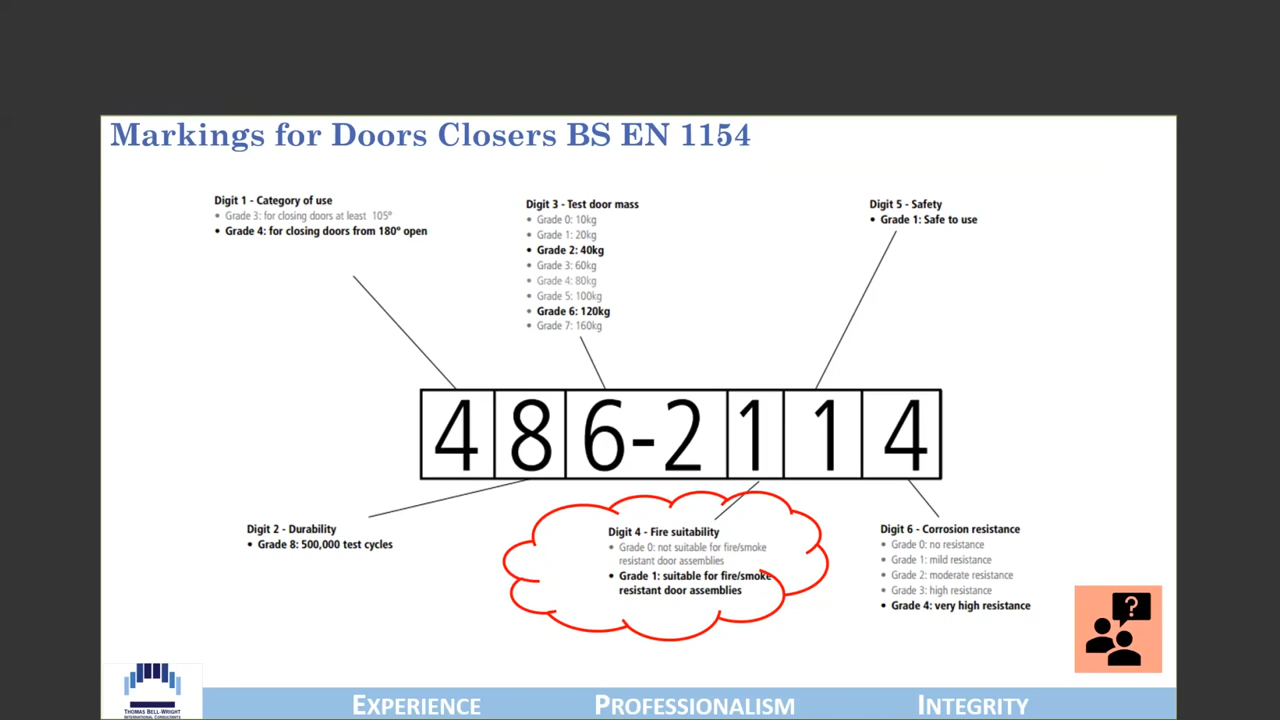 Markings for Doors Closers BS EN 1154
Digit 1 - Category of use
• Grade 3: for closing doors at least 105º
• Grade 4: for closing doors from 180º open
Digit 3 - Test door mass
• Grade 0: 10kg
• Grade 1: 20kg
• Grade 2: 40kg
• Grade 3: 60kg
• Grade 4: 80kg
• Grade 5: 100kg
• Grade 6: 120kg
• Grade 7: 160kg
Digit 5 - Safety
• Grade 1: Safe to use
4 8 6-2 1 1 4
Digit 2 - Durability
• Grade 8: 500,000 test cycles
Digit 4 - Fire suitability
• Grade 0: not suitable for fire/smoke
resistant door assemblies
• Grade 1: suitable for fire/smoke
resistant door assemblies
Digit 6 - Corrosion resistance
• Grade 0: no resistance
• Grade 1: mild resistance
• Grade 2: moderate resistance
• Grade 3: high resistance
• Grade 4: very high resistance
?
THOMAS BELL-WRIGHT
INTERNATIONAL CONSULTANTS
EXPERIENCE PROFESSIONALISM INTEGRITY